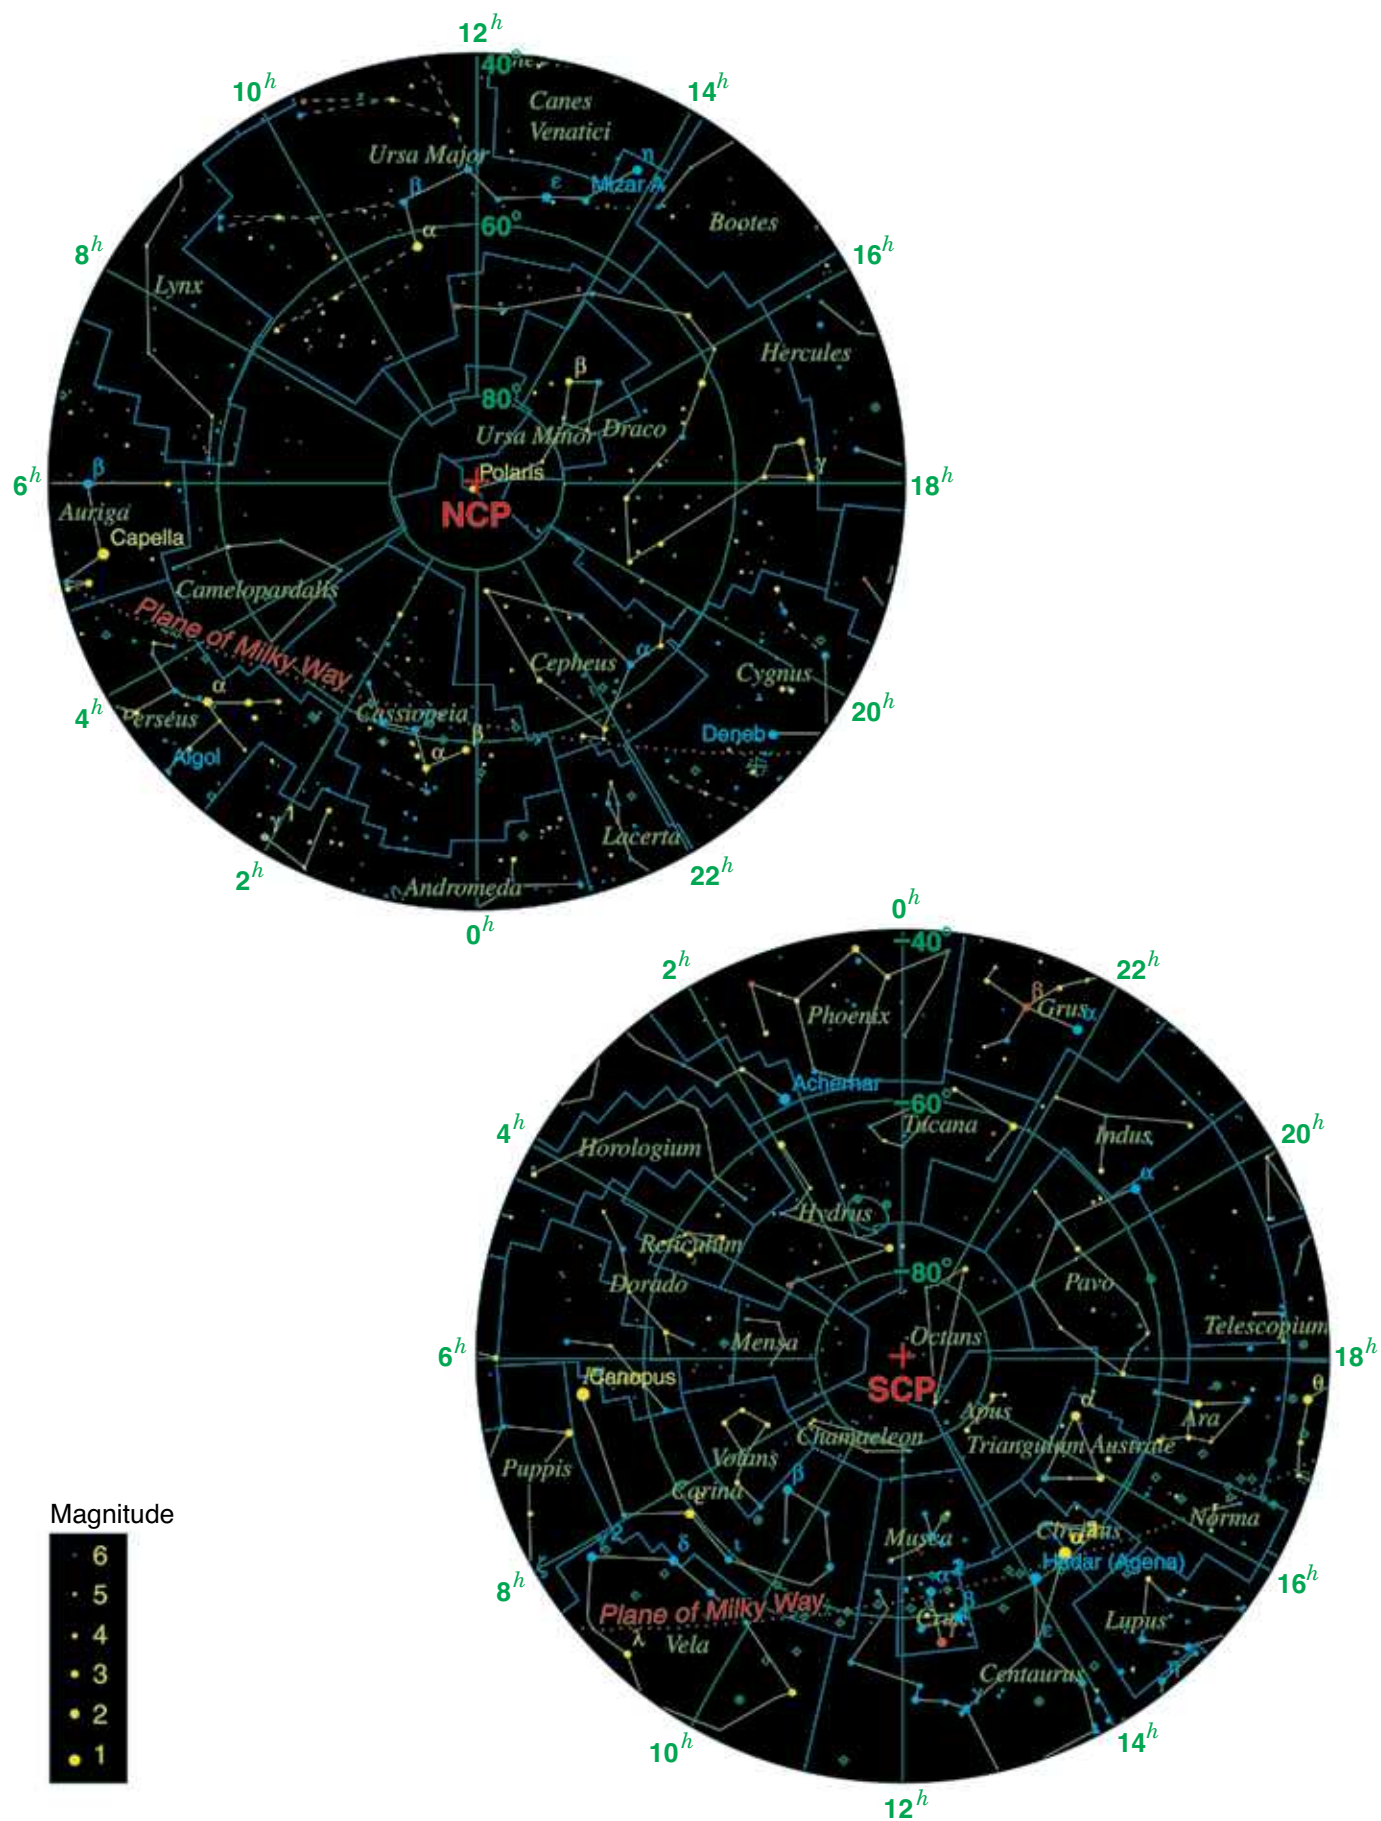 12h
40°
10h
14h
Canes
Venatici
Ursa Major
η
β
ε
Mizar A
α
60°
Bootes
8h
16h
Lynx
Hercules
β
80°
Ursa Minor
Draco
γ
β
Polaris
6h
18h
NCP
Auriga
Capella
Camelopardalis
Plane of Milky Way
α
Cepheus
Cygnus
α
4h
20h
Perseus
Cassiopeia
β
Deneb
α
Algol
γ1
Lacerta
2h
22h
Andromeda
0h
0h
-40°
2h
22h
β
Grus
α
Phoenix
Achernar
-60°
4h
Tucana
Indus
20h
Horologium
α
Hydrus
Reticulum
-80°
Pavo
Dorado
Mensa
Octans
Telescopium
6h
18h
SCP
Canopus
θ
α
Apus
Ara
Chamaeleon
Triangulum Australe
Volans
Puppis
β
Carina
ε
Norma
Magnitude
Musca
Circinus
α
2
δ
ι
Hadar (Agena)
6
8h
ζ
α
2
16h
5
Plane of Milky Way
β
Crux
Lupus
4
λ
Vela
γ
ε
3
Centaurus
π
2
γ
1
10h
14h
12h